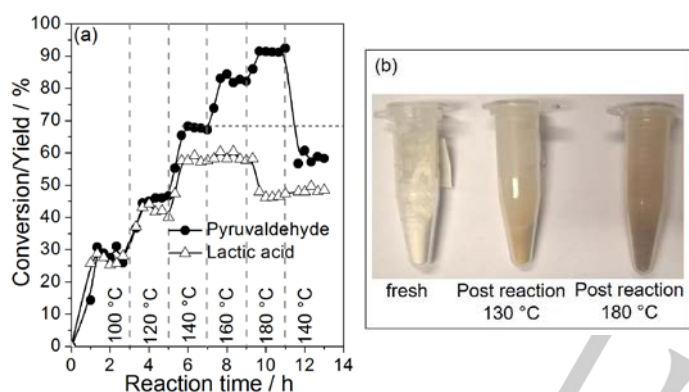 (a)
Conversion/Yield / %
100
90
80
70
60
50
40
30
20
10
0
Pyruvaldehyde
Lactic acid
100 °C
120 °C
140 °C
160 °C
180 °C
140 °C
0 2 4 6 8 10 12 14
Reaction time / h
(b)
fresh
Post reaction
130 °C
Post reaction
180 °C